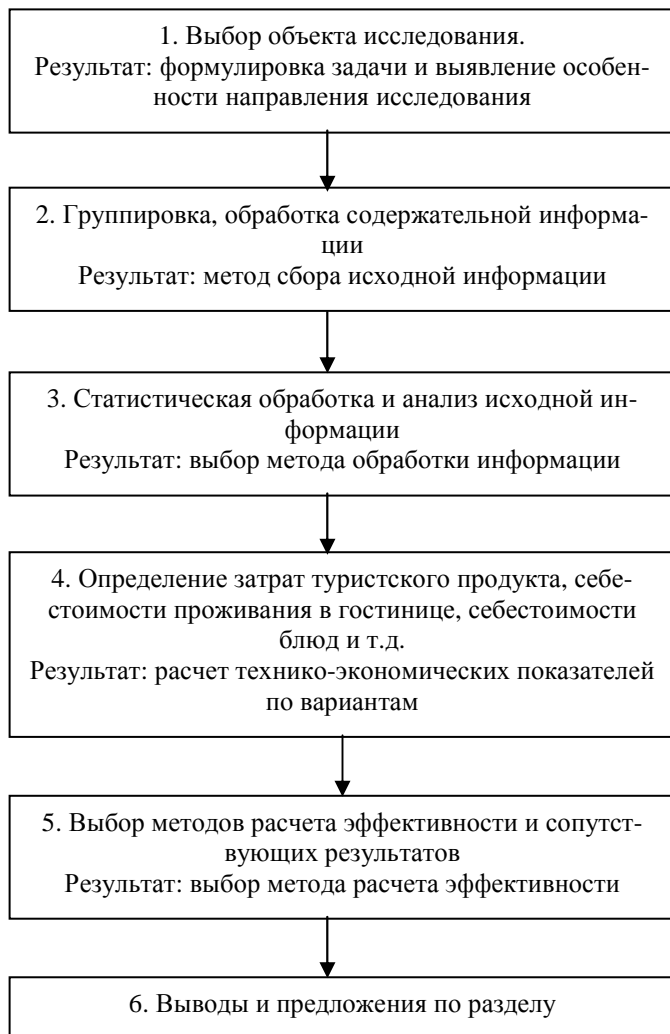 1. Выбор объекта исследования.
Результат: формулировка задачи и выявление особен-
ности направления исследования
2. Группировка, обработка содержательной информа-
ции
Результат: метод сбора исходной информации
3. Статистическая обработка и анализ исходной ин-
формации
Результат: выбор метода обработки информации
4. Определение затрат туристского продукта, себе-
стоимости проживания в гостинице, себестоимости
блюд и т.д.
Результат: расчет технико-экономических показателей
по вариантам
5. Выбор методов расчета эффективности и сопутст-
вующих результатов
Результат: выбор метода расчета эффективности
6. Выводы и предложения по разделу